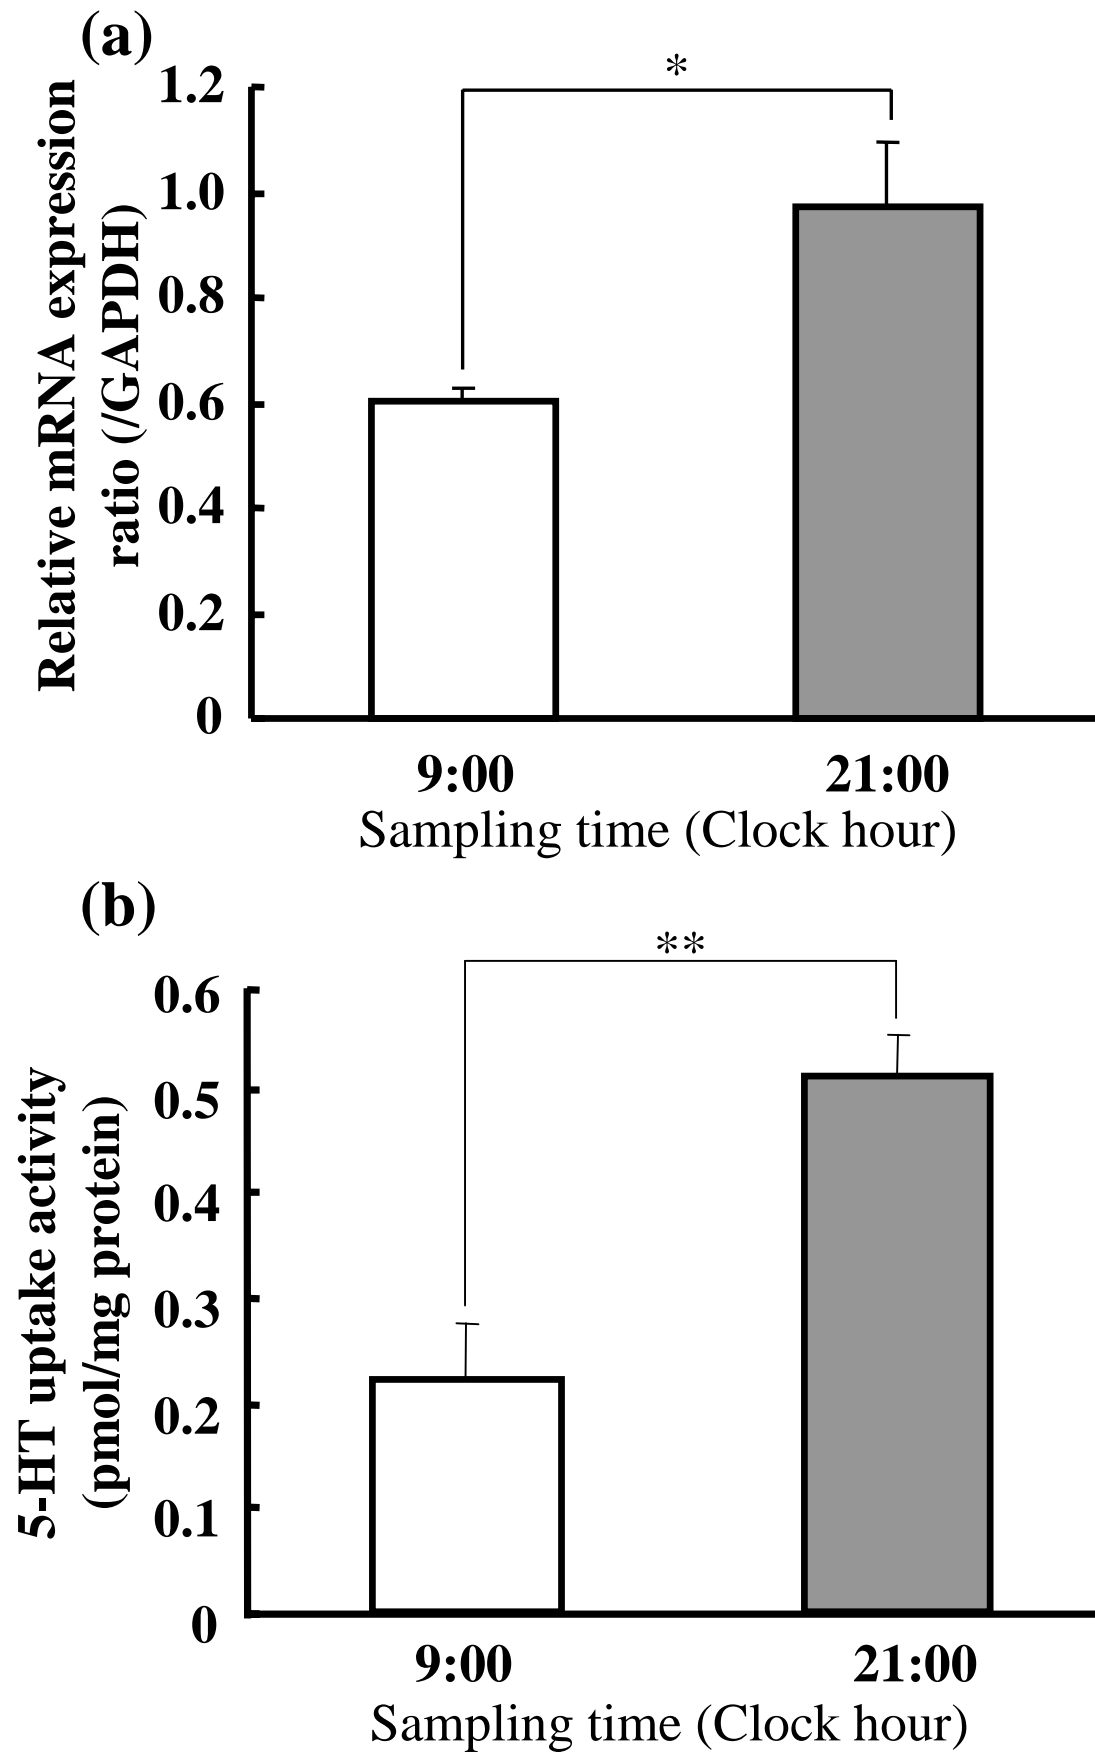 (a)
Relative mRNA expression
ratio (/GAPDH)
1.2
1.0
0.8
0.6
0.4
0.2
0
*
9:00
21:00
Sampling time (Clock hour)
(b)
5-HT uptake activity
(pmol/mg protein)
0.6
0.5
0.4
0.3
0.2
0.1
0
**
9:00
21:00
Sampling time (Clock hour)